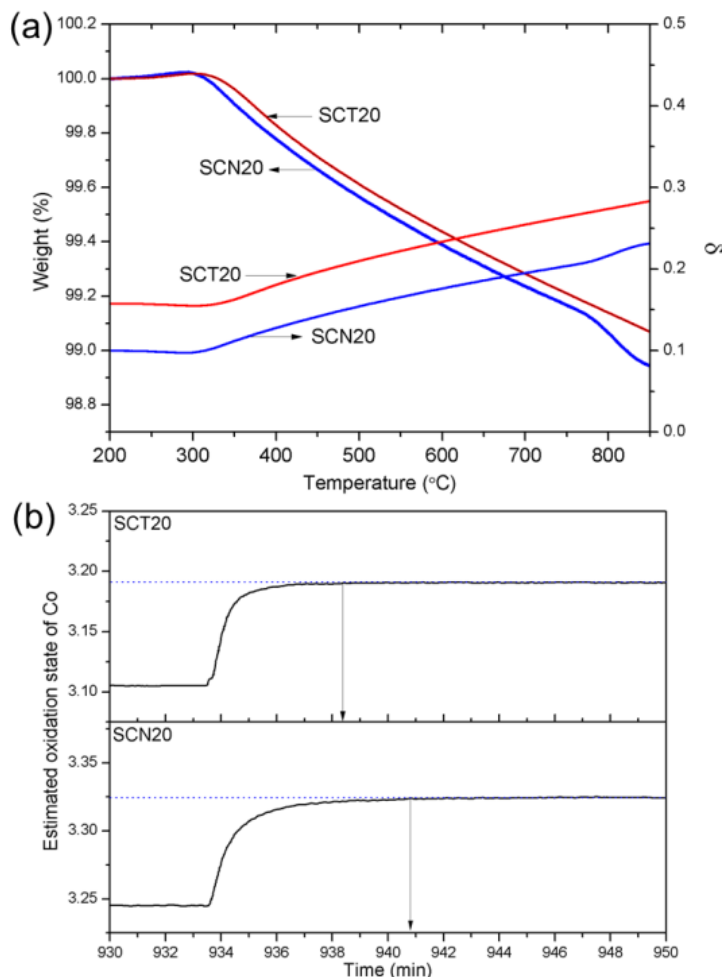 (a)
100.2
100.0
99.8
99.6
99.4
99.2
99.0
98.8
Weight (%)
0.5
0.4
0.3
0.2
0.1
0.0
δ
SCT20
SCN20
SCT20
SCN20
200 300 400 500 600 700 800
Temperature (°C)
(b)
3.25
3.20
3.15
3.10
SCT20
3.35
3.30
3.25
SCN20
Estimated oxidation state of Co
930 932 934 936 938 940 942 944 946 948 950
Time (min)